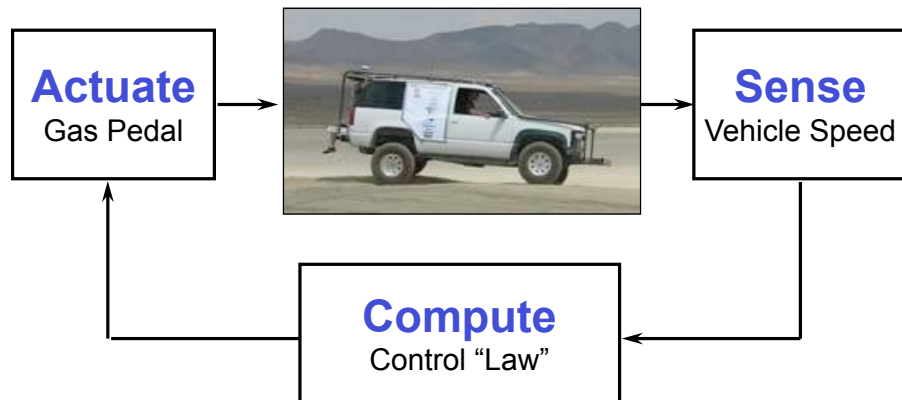 Actuate
Gas Pedal
Sense
Vehicle Speed
Compute
Control “Law”